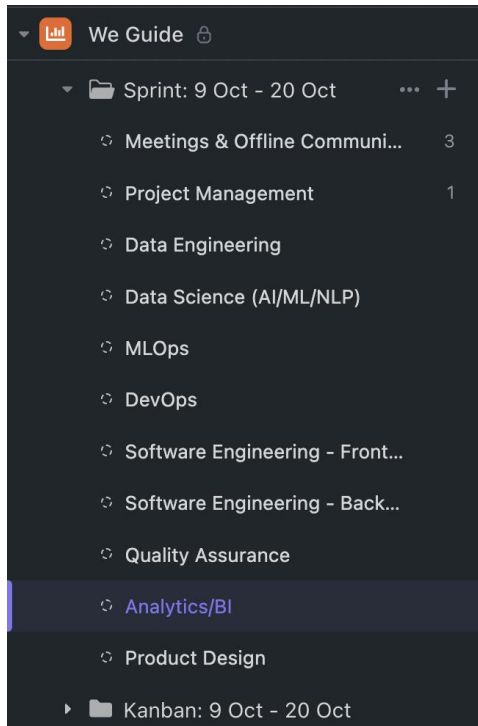 We Guide
Sprint: 9 Oct - 20 Oct
Meetings & Offline Communi... 3
Project Management 1
Data Engineering
Data Science (AI/ML/NLP)
MLOps
DevOps
Software Engineering - Front...
Software Engineering - Back...
Quality Assurance
Analytics/BI
Product Design
Kanban: 9 Oct - 20 Oct